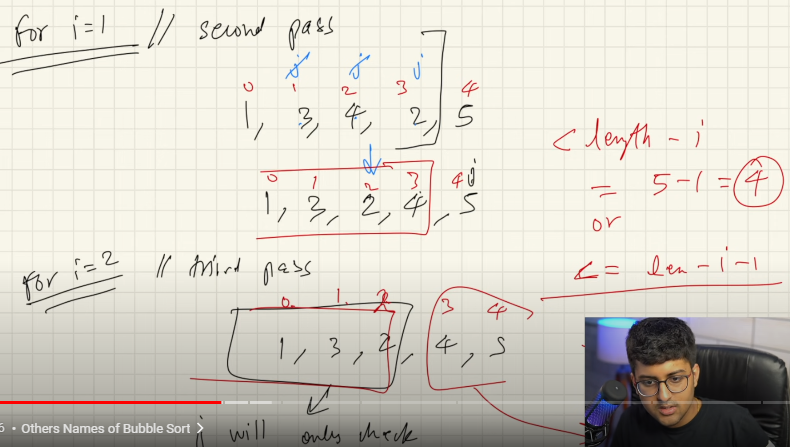 for i=1 // second pass
j j j
0 1 2 3 4
1, 3, 4, 2, 5
0 1 2 3 4 j
1, 3, 2, 4, 5
< length - i
= 5-1 = 4
or
<= len - i - 1
for i=2 // third pass
0 1 2 3 4
1, 3, 2, 4, 5
j will only check
6 • Others Names of Bubble Sort >